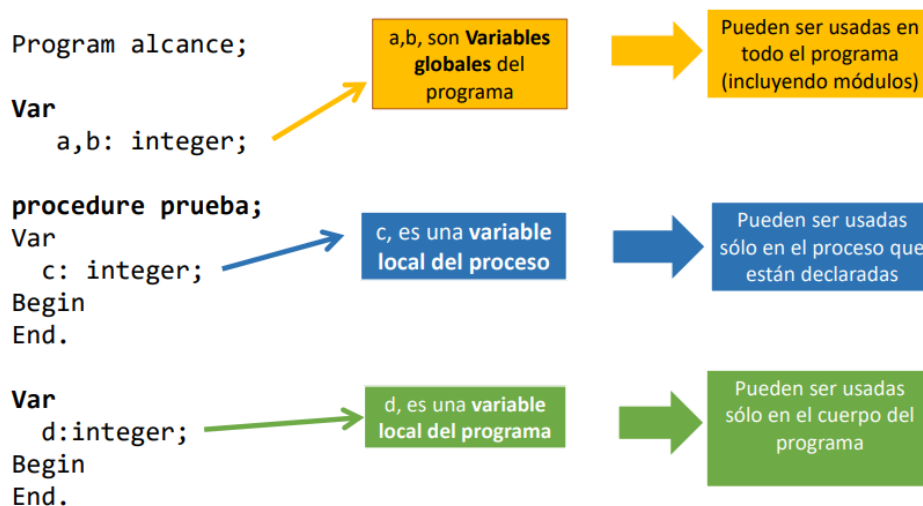 Program alcance;
Var
a,b: integer;
a,b, son Variables
globales del
programa
Pueden ser usadas en
todo el programa
(incluyendo módulos)
procedure prueba;
Var
c: integer;
Begin
End.
c, es una variable
local del proceso
Pueden ser usadas
sólo en el proceso que
están declaradas
Var
d:integer;
Begin
End.
d, es una variable
local del programa
Pueden ser usadas
sólo en el cuerpo del
programa